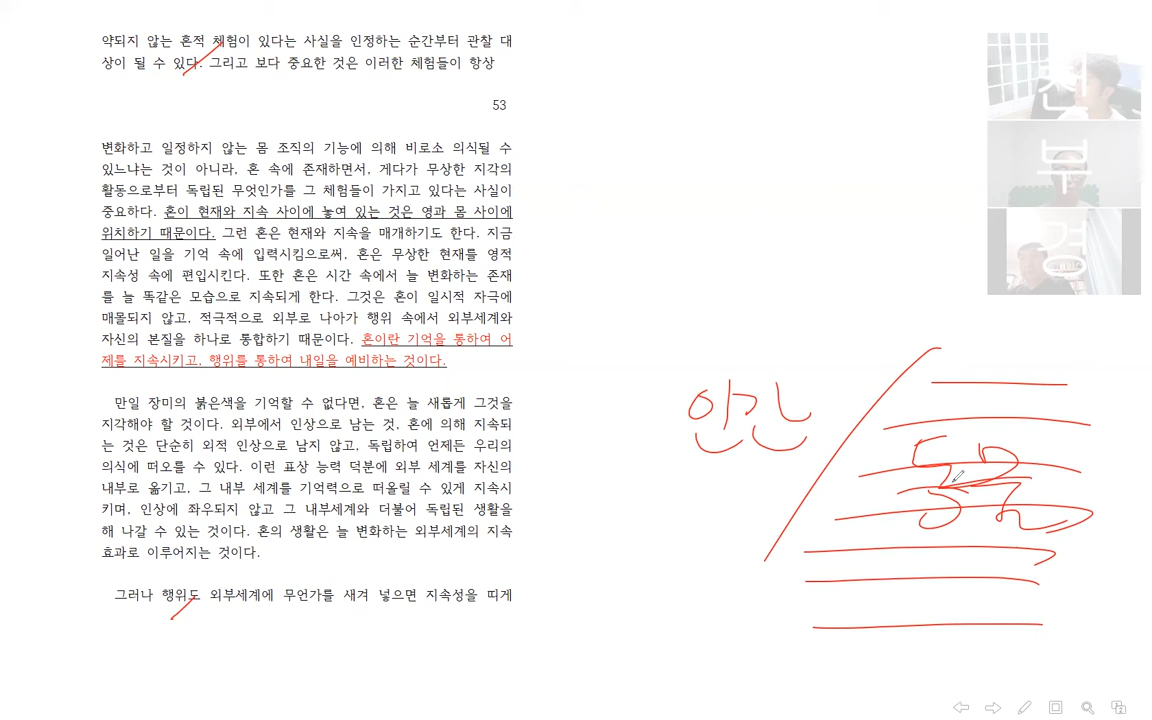 약되지 않는 혼적 체험이 있다는 사실을 인정하는 순간부터 관찰 대
상이 될 수 있다. 그리고 보다 중요한 것은 이러한 체험들이 항상
53
변화하고 일정하지 않는 몸 조직의 기능에 의해 비로소 의식될 수
있느냐는 것이 아니라, 혼 속에 존재하면서, 게다가 무상한 지각의
활동으로부터 독립된 무엇인가를 그 체험들이 가지고 있다는 사실이
중요하다. 혼이 현재와 지속 사이에 놓여 있는 것은 영과 몸 사이에
위치하기 때문이다. 그런 혼은 현재와 지속을 매개하기도 한다. 지금
일어난 일을 기억 속에 입력시킴으로써, 혼은 무상한 현재를 영적
지속성 속에 편입시킨다. 또한 혼은 시간 속에서 늘 변화하는 존재
를 늘 똑같은 모습으로 지속되게 한다. 그것은 혼이 일시적 자극에
매몰되지 않고, 적극적으로 외부로 나아가 행위 속에서 외부세계와
자신의 본질을 하나로 통합하기 때문이다. 혼이란 기억을 통하여 어
제를 지속시키고, 행위를 통하여 내일을 예비하는 것이다.
만일 장미의 붉은색을 기억할 수 없다면, 혼은 늘 새롭게 그것을
지각해야 할 것이다. 외부에서 인상으로 남는 것, 혼에 의해 지속되
는 것은 단순히 외적 인상으로 남지 않고, 독립하여 언제든 우리의
의식에 떠오를 수 있다. 이런 표상 능력 덕분에 외부 세계를 자신의
내부로 옮기고, 그 내부 세계를 기억력으로 떠올릴 수 있게 지속시
키며, 인상에 좌우되지 않고 그 내부세계와 더불어 독립된 생활을
해 나갈 수 있는 것이다. 혼의 생활은 늘 변화하는 외부세계의 지속
효과로 이루어지는 것이다.
그러나 행위도 외부세계에 무언가를 새겨 넣으면 지속성을 띠게
천
부
경
인간